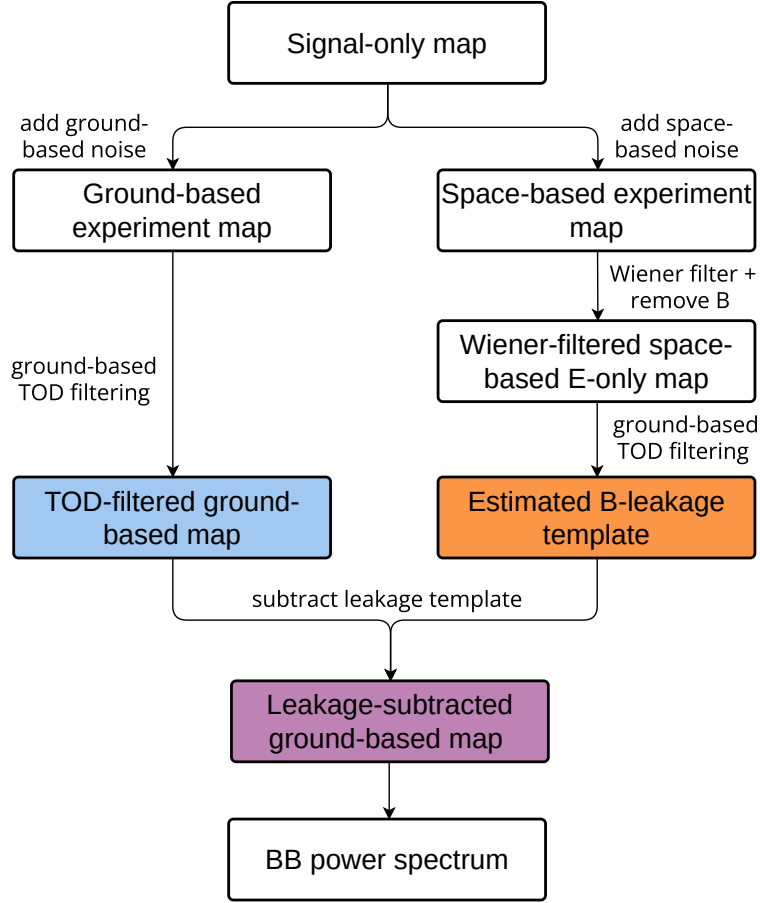 Signal-only map
add ground-
based noise
add space-
based noise
Ground-based
experiment map
Space-based experiment
map
Wiener filter +
remove B
Wiener-filtered space-
based E-only map
ground-based
TOD filtering
ground-based
TOD filtering
TOD-filtered ground-
based map
Estimated B-leakage
template
subtract leakage template
Leakage-subtracted
ground-based map
BB power spectrum